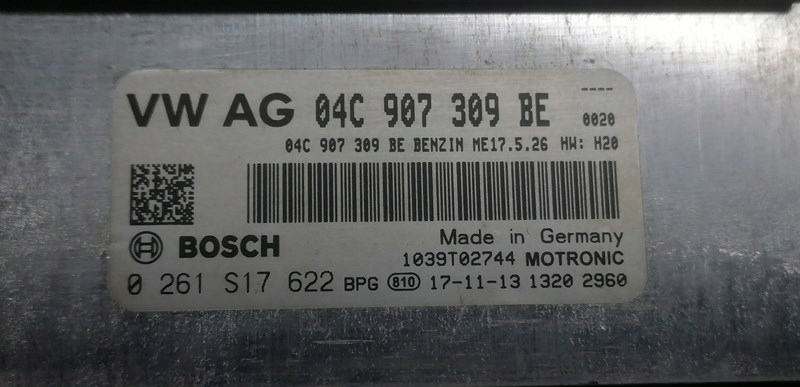 VW AG 04C 907 309 BE ----
0020
04C 907 309 BE BENZIN ME17.5.26 HW: H20
BOSCH
Made in Germany
1039T02744 MOTRONIC
0 261 S17 622 BPG 810 17-11-13 1320 2960